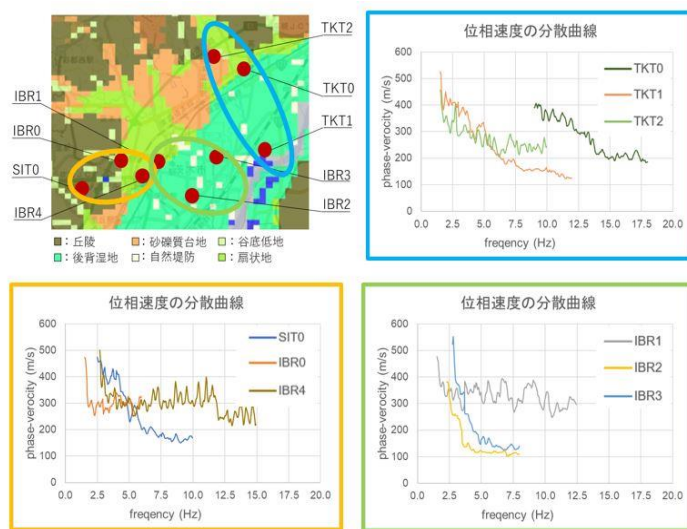 TKT2
TKT0
IBR1
IBR0
TKT1
SIT0
IBR3
IBR4
IBR2
■：丘陵 ■：砂礫質台地 □：谷底低地
■：後背湿地 □：自然堤防 ■：扇状地
位相速度の分散曲線
phase-verocity (m/s)
600
500
400
300
200
100
0
0.0 2.5 5.0 7.5 10.0 12.5 15.0 17.5 20.0
freqency (Hz)
TKT0
TKT1
TKT2
位相速度の分散曲線
phase-verocity (m/s)
600
500
400
300
200
100
0
0.0 2.5 5.0 7.5 10.0 12.5 15.0 17.5 20.0
freqency (Hz)
SIT0
IBR0
IBR4
位相速度の分散曲線
phase-verocity (m/s)
600
500
400
300
200
100
0
0.0 2.5 5.0 7.5 10.0 12.5 15.0 17.5 20.0
freqency (Hz)
IBR1
IBR2
IBR3